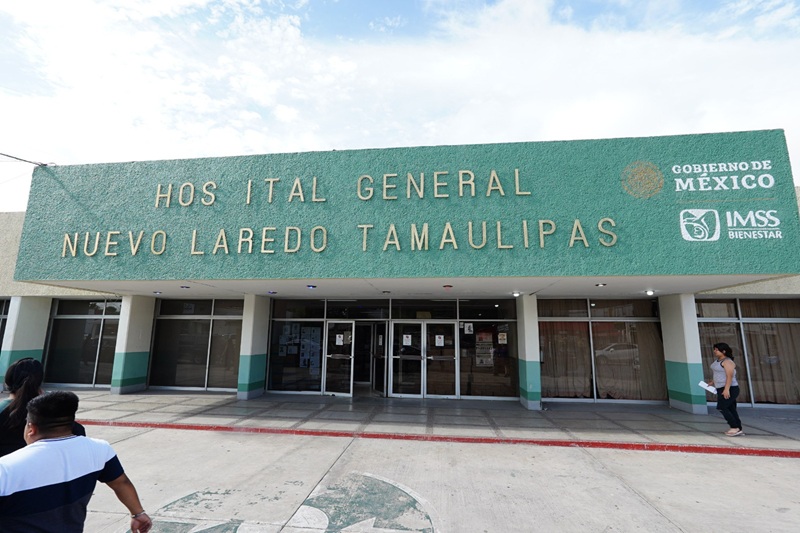 HOS ITAL GENERAL
NUEVO LAREDO TAMAULIPAS
GOBIERNO DE
MÉXICO
IMSS
BIENESTAR